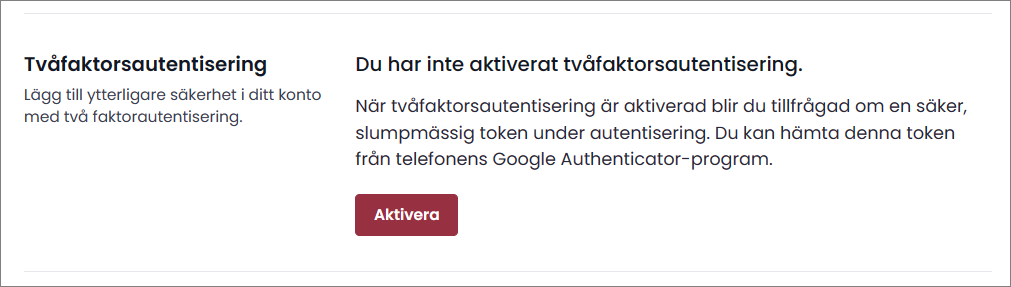 Tvåfaktorsautentisering
Lägg till ytterligare säkerhet i ditt konto
med två faktorautentisering.
Du har inte aktiverat tvåfaktorsautentisering.
När tvåfaktorsautentisering är aktiverad blir du tillfrågad om en säker,
slumpmässig token under autentisering. Du kan hämta denna token
från telefonens Google Authenticator-program.
Aktivera